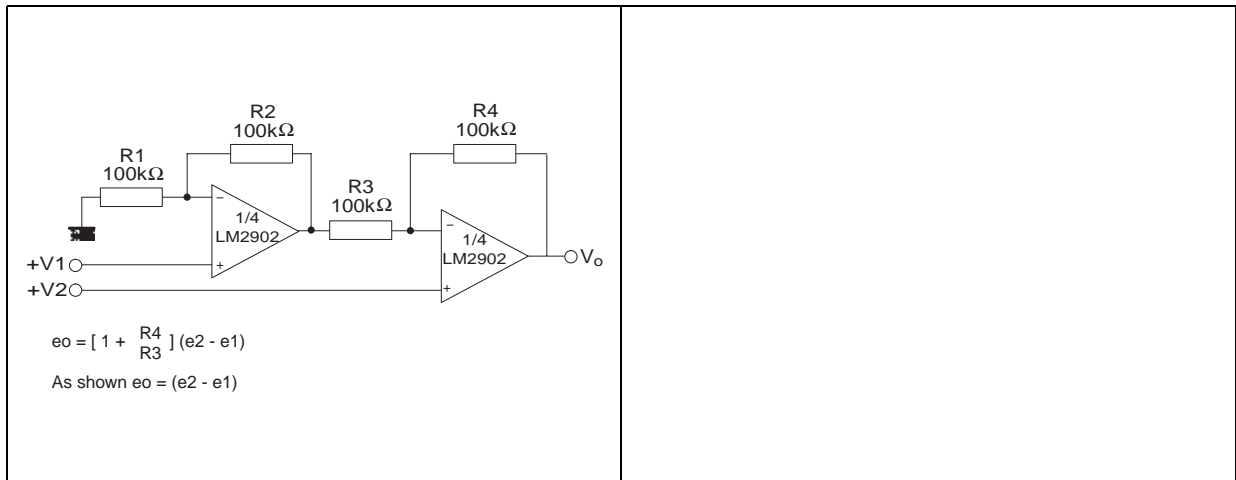 R2
100kΩ
R4
100kΩ
R1
100kΩ
R3
100kΩ
−
1/4
LM2902
+
−
1/4
LM2902
+
+V1
+V2
Vo
eo = [ 1 + R4
R3 ] (e2 - e1)
As shown eo = (e2 - e1)